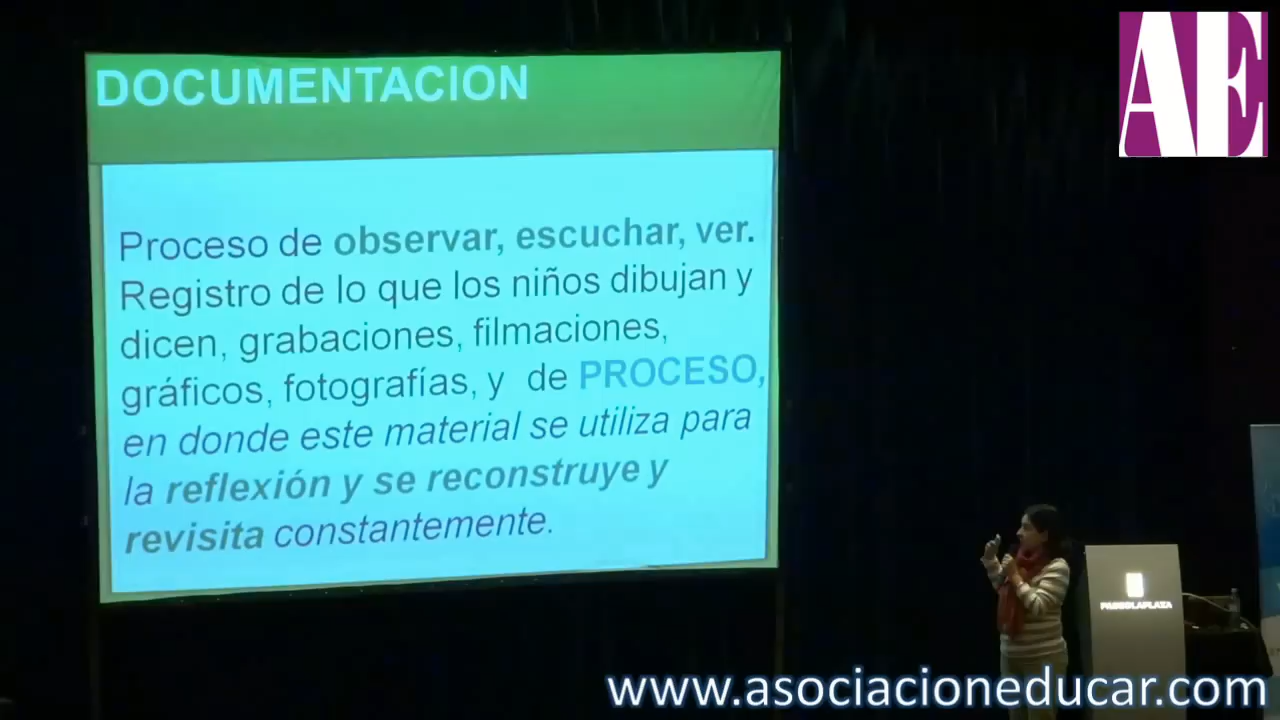 AE
DOCUMENTACION
Proceso de observar, escuchar, ver.
Registro de lo que los niños dibujan y
dicen, grabaciones, filmaciones,
gráficos, fotografías, y de PROCESO,
en donde este material se utiliza para
la reflexión y se reconstruye y
revisita constantemente.
PASEOLAPLAZA
www.asociacioneducar.com